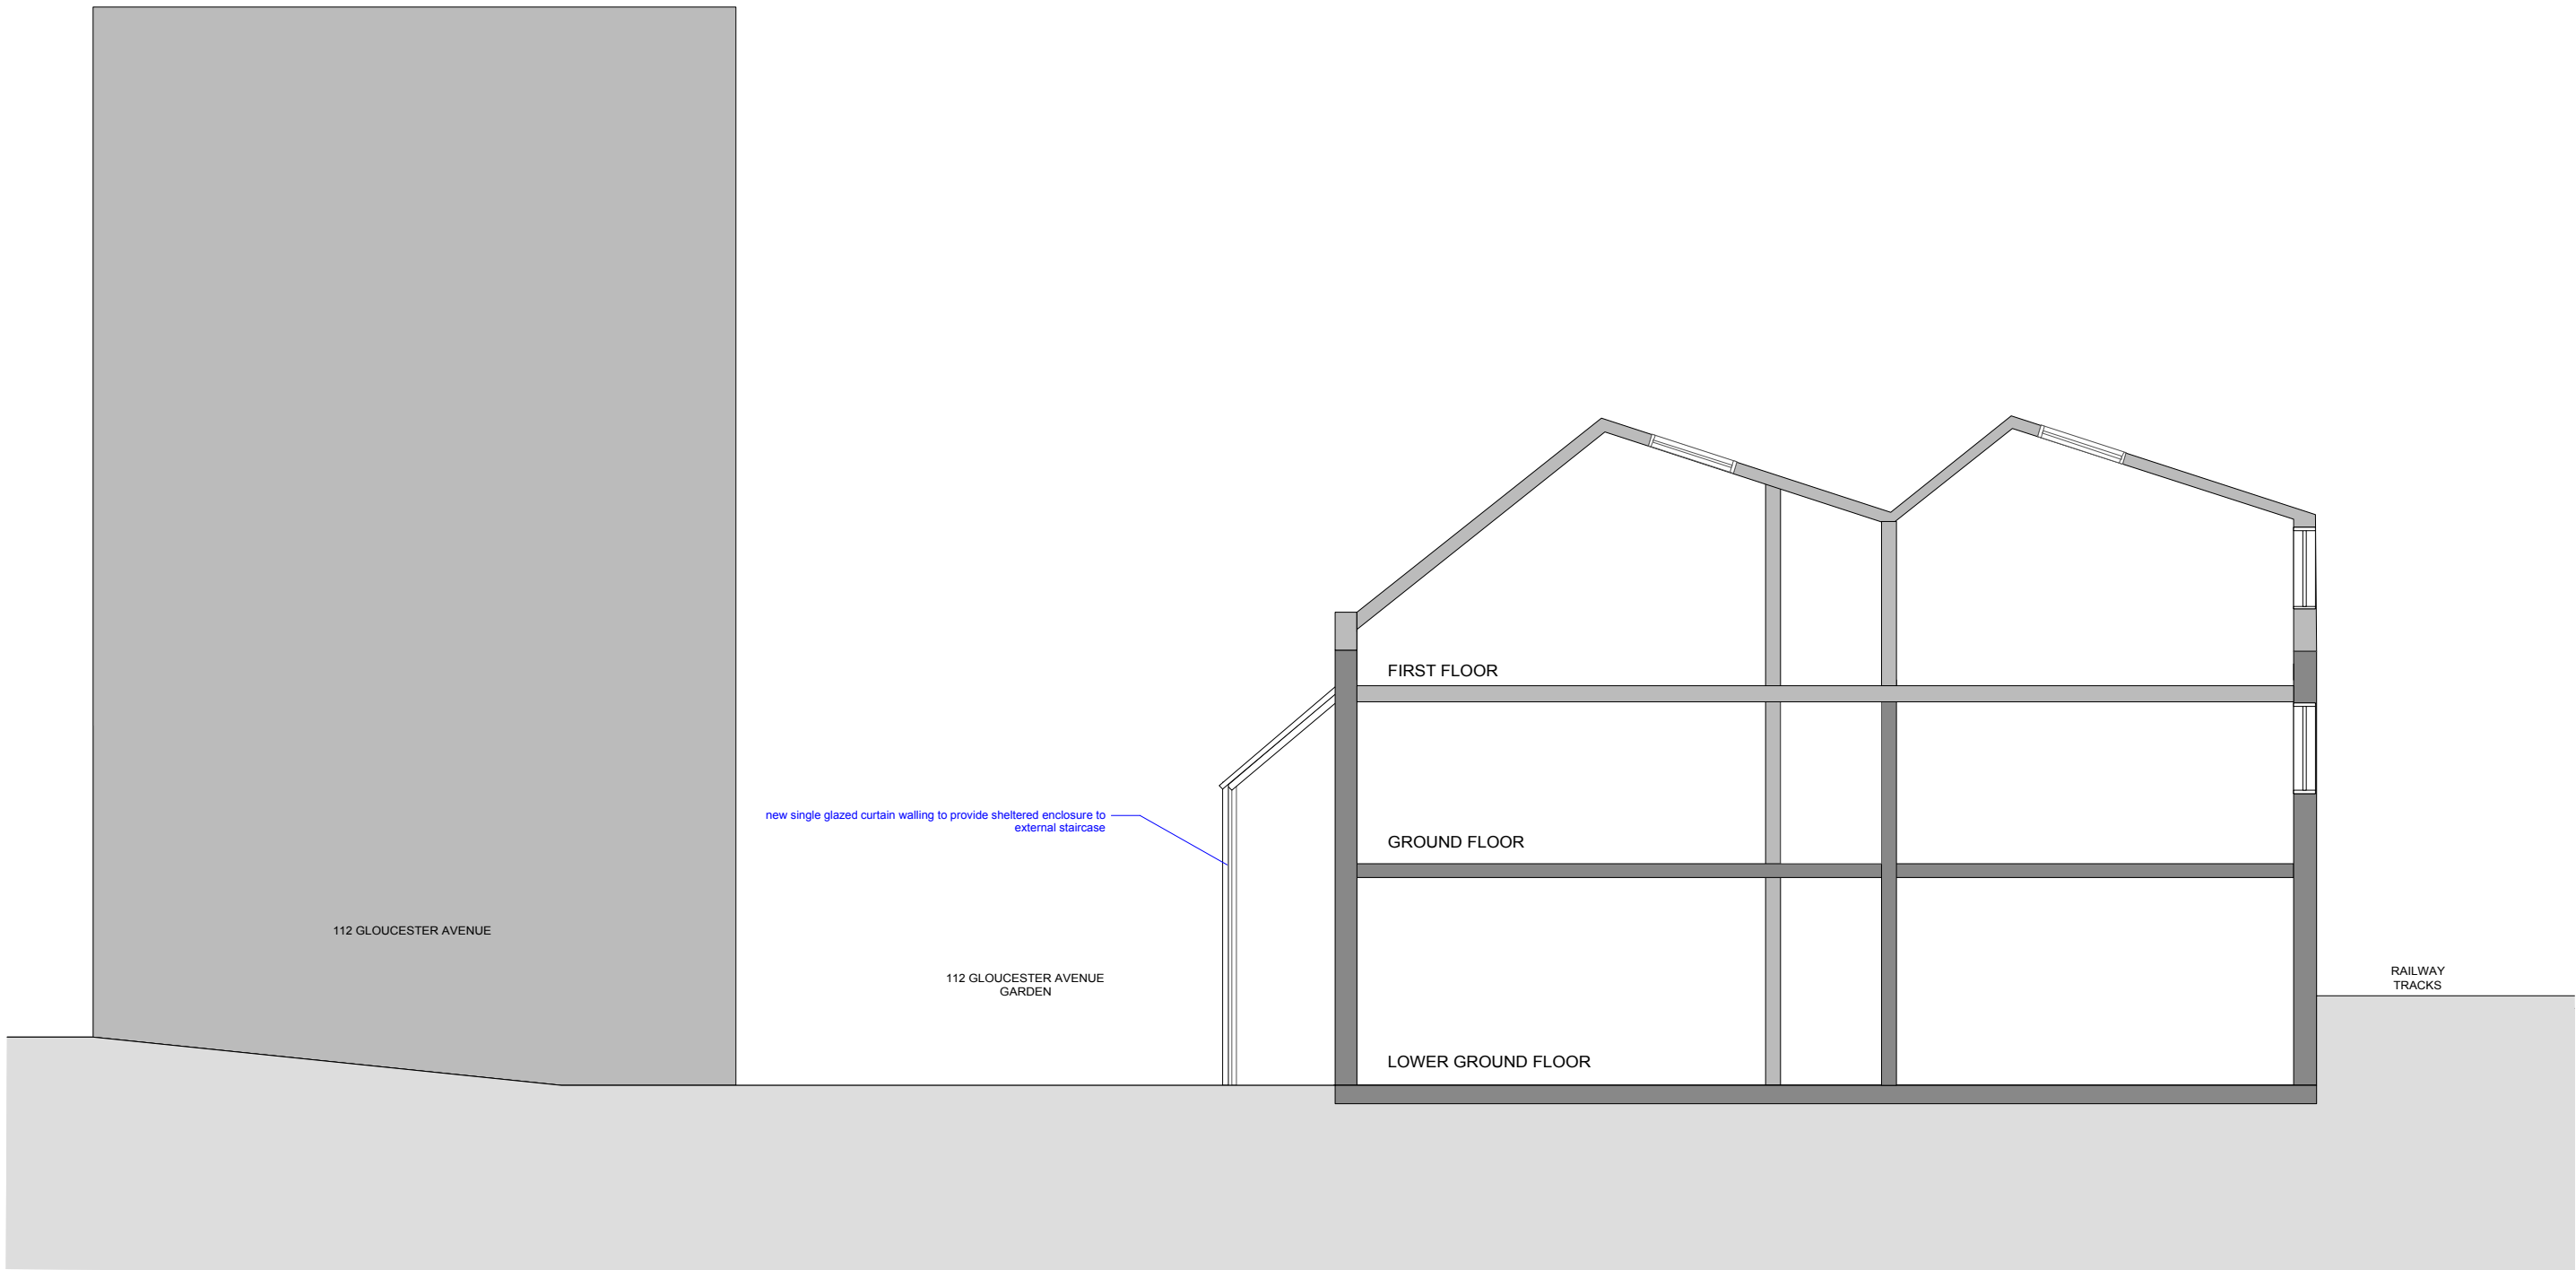 FIRST FLOOR
new single glazed curtain walling to provide sheltered enclosure to
external staircase
GROUND FLOOR
112 GLOUCESTER AVENUE
112 GLOUCESTER AVENUE
GARDEN
RAILWAY
TRACKS
LOWER GROUND FLOOR